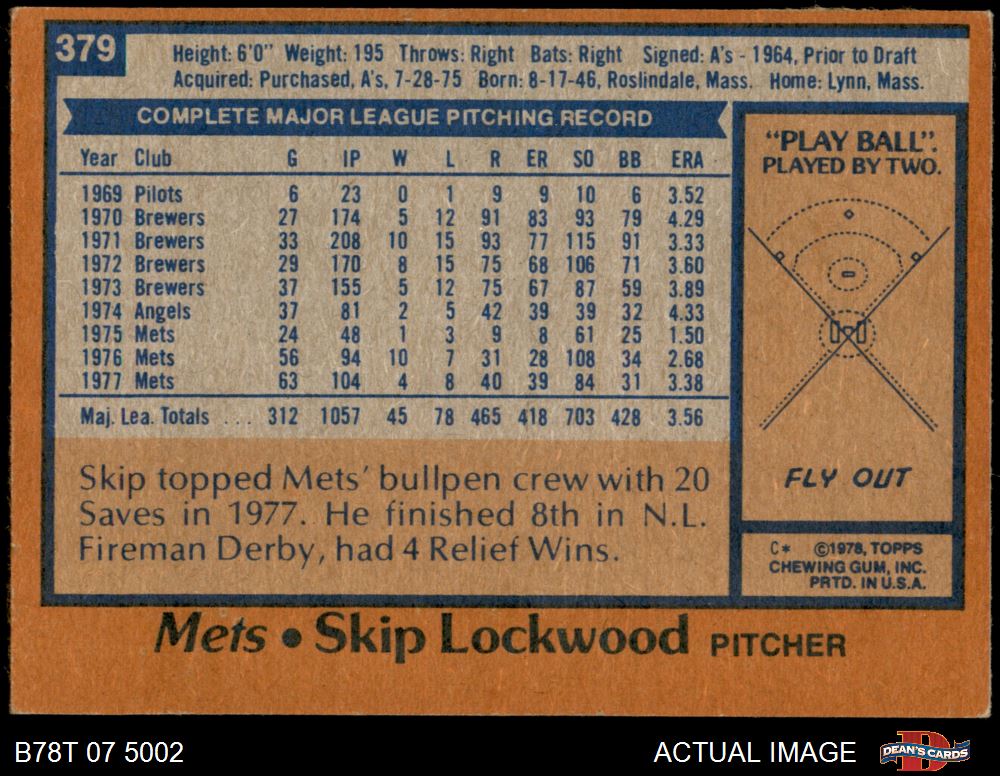 379
Height: 6'0" Weight: 195 Throws: Right Bats: Right Signed: A's - 1964, Prior to Draft
Acquired: Purchased, A's, 7-28-75 Born: 8-17-46, Roslindale, Mass. Home: Lynn, Mass.
COMPLETE MAJOR LEAGUE PITCHING RECORD
Year Club G IP W L R ER SO BB ERA
1969 Pilots 6 23 0 1 9 9 10 6 3.52
1970 Brewers 27 174 5 12 91 83 93 79 4.29
1971 Brewers 33 208 10 15 93 77 115 91 3.33
1972 Brewers 29 170 8 15 75 68 106 71 3.60
1973 Brewers 37 155 5 12 75 67 87 59 3.89
1974 Angels 37 81 2 5 42 39 39 32 4.33
1975 Mets 24 48 1 3 9 8 61 25 1.50
1976 Mets 56 94 10 7 31 28 108 34 2.68
1977 Mets 63 104 4 8 40 39 84 31 3.38
Maj. Lea. Totals . . . 312 1057 45 78 465 418 703 428 3.56
Skip topped Mets' bullpen crew with 20
Saves in 1977. He finished 8th in N.L.
Fireman Derby, had 4 Relief Wins.
"PLAY BALL":
PLAYED BY TWO.
FLY OUT
C* ©1978, TOPPS
CHEWING GUM, INC.
PRTD. IN U.S.A.
Mets • Skip Lockwood PITCHER
B78T 07 5002
ACTUAL IMAGE
DEAN'S CARDS